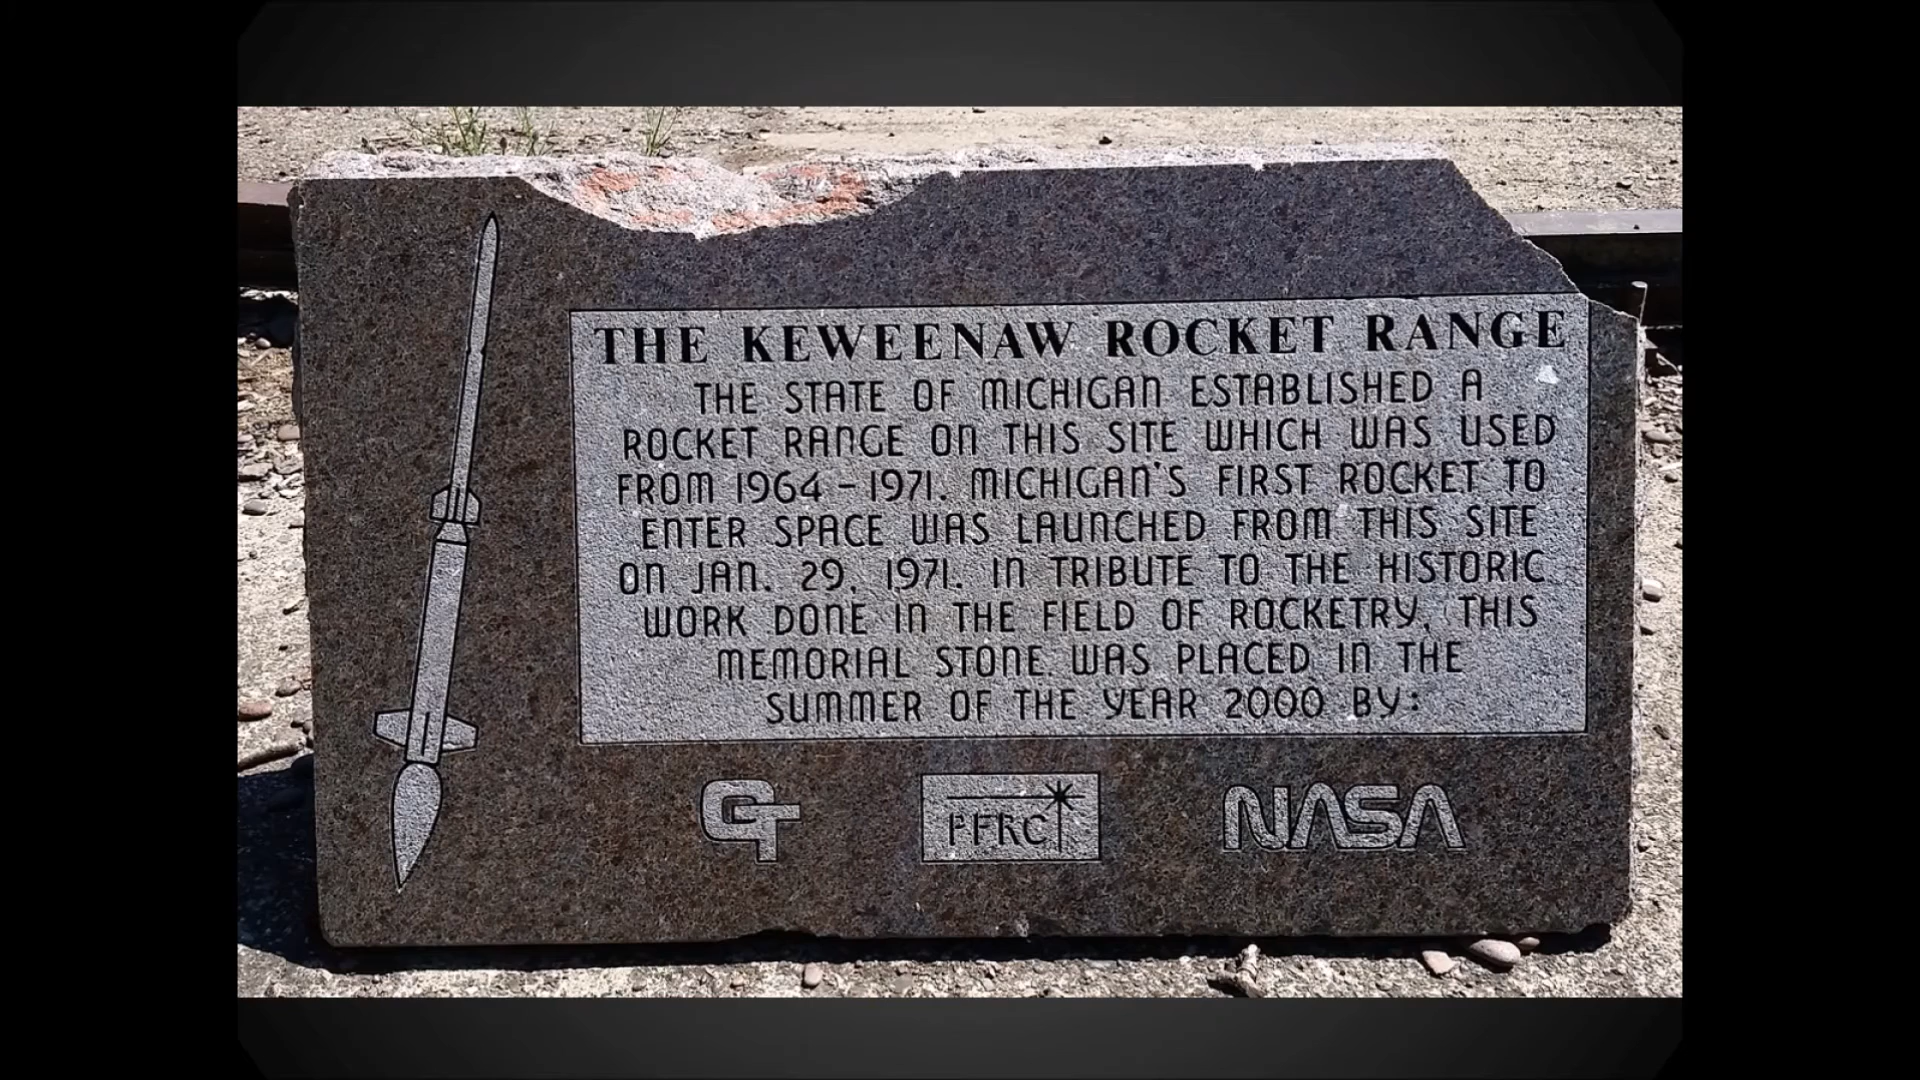 THE KEWEENAW ROCKET RANGE
THE STATE OF MICHIGAN ESTABLISHED A
ROCKET RANGE ON THIS SITE WHICH WAS USED
FROM 1964 - 1971. MICHIGAN'S FIRST ROCKET TO
ENTER SPACE WAS LAUNCHED FROM THIS SITE
ON JAN. 29, 1971. IN TRIBUTE TO THE HISTORIC
WORK DONE IN THE FIELD OF ROCKETRY, THIS
MEMORIAL STONE WAS PLACED IN THE
SUMMER OF THE YEAR 2000 BY:
GT PFRC NASA